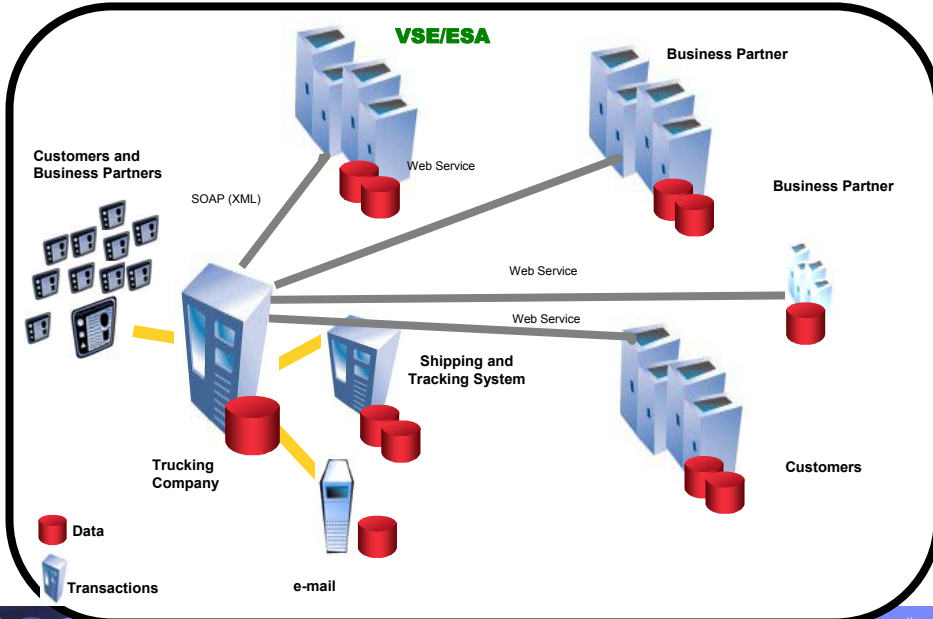 VSE/ESA
Business Partner
Customers and
Business Partners
Web Service
Business Partner
SOAP (XML)
Web Service
Web Service
Shipping and
Tracking System
Trucking
Company
Customers
Data
Transactions
e-mail